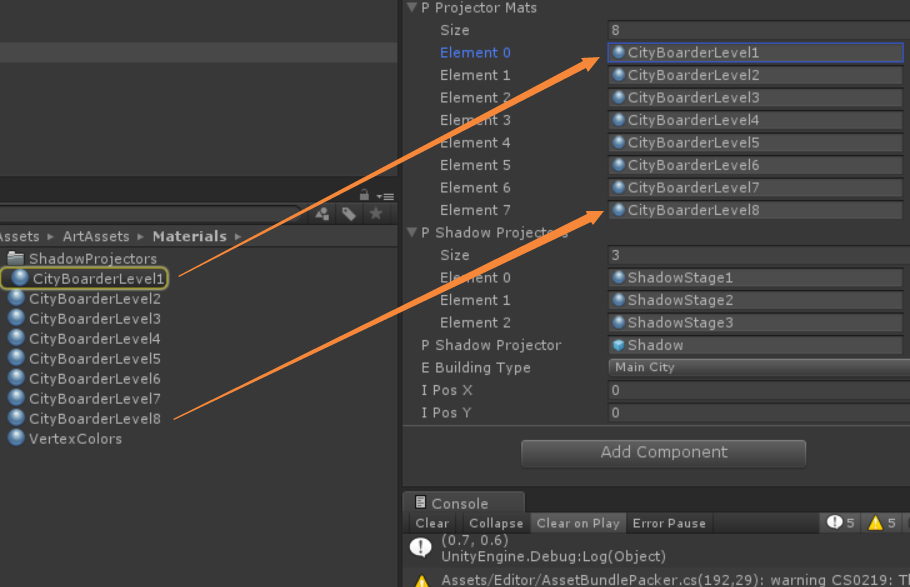 P Projector Mats
Size 8
Element 0 CityBoarderLevel1
Element 1 CityBoarderLevel2
Element 2 CityBoarderLevel3
Element 3 CityBoarderLevel4
Element 4 CityBoarderLevel5
Element 5 CityBoarderLevel6
Element 6 CityBoarderLevel7
Element 7 CityBoarderLevel8
P Shadow Projectors
Size 3
Element 0 ShadowStage1
Element 1 ShadowStage2
Element 2 ShadowStage3
P Shadow Projector Shadow
E Building Type Main City
I Pos X 0
I Pos Y 0
Add Component
Assets ▸ ArtAssets ▸ Materials ▸
ShadowProjectors
CityBoarderLevel1
CityBoarderLevel2
CityBoarderLevel3
CityBoarderLevel4
CityBoarderLevel5
CityBoarderLevel6
CityBoarderLevel7
CityBoarderLevel8
VertexColors
Console
Clear Collapse Clear on Play Error Pause 5 5
(0.7, 0.6)
UnityEngine.Debug:Log(Object)
Assets/Editor/AssetBundlePacker.cs(192,29): warning CS0219: